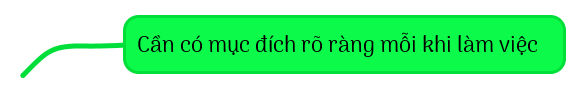 Cần có mục đích rõ ràng mỗi khi làm việc